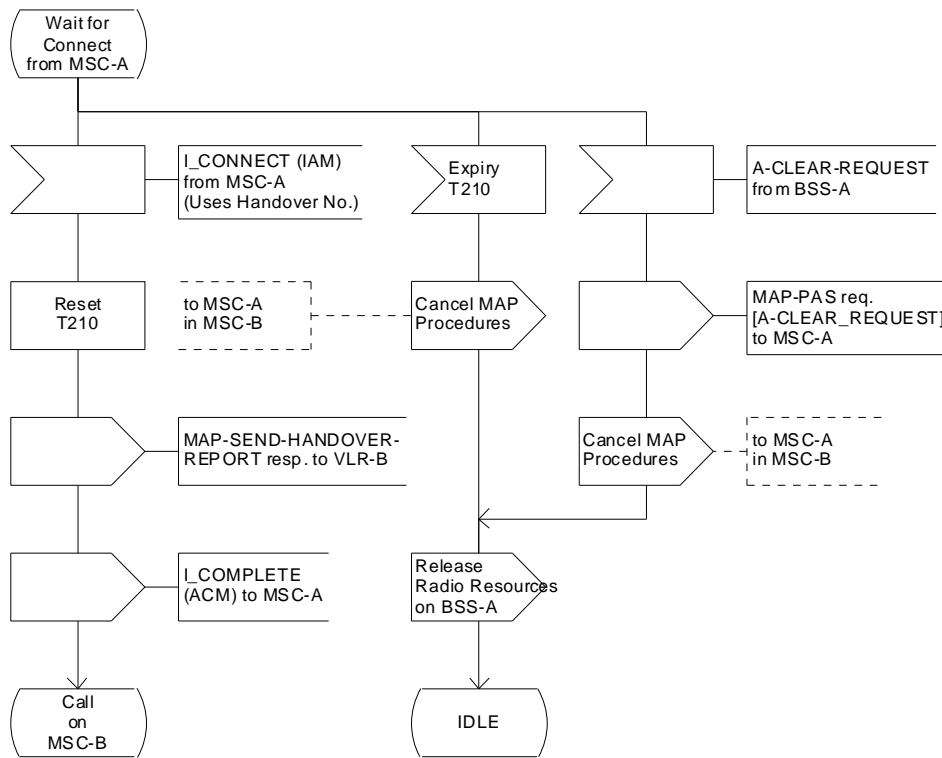 Wait for
Connect
from MSC-A
I_CONNECT (IAM)
from MSC-A
(Uses Handover No.)
Expiry
T210
A-CLEAR-REQUEST
from BSS-A
Reset
T210
to MSC-A
in MSC-B
Cancel MAP
Procedures
MAP-PAS req.
[A-CLEAR_REQUEST]
to MSC-A
MAP-SEND-HANDOVER-
REPORT resp. to VLR-B
Cancel MAP
Procedures
to MSC-A
in MSC-B
I_COMPLETE
(ACM) to MSC-A
Release
Radio Resources
on BSS-A
Call
on
MSC-B
IDLE